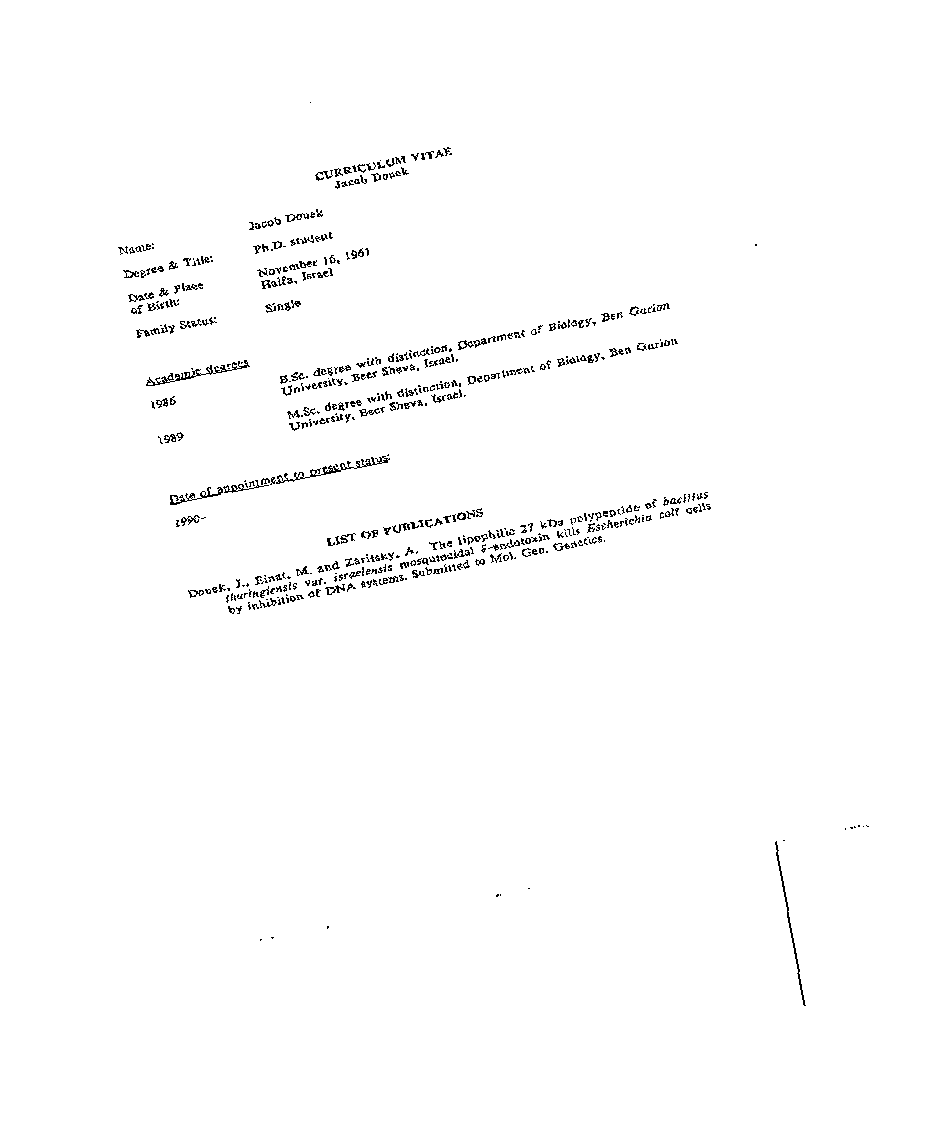 CURRICULUM VITAE
Jacob Douek
Name: Jacob Douek
Degree & Title: Ph.D. student
Date & Place of Birth: November 16, 1961
Haifa, Israel
Family Status: Single
Academic degrees
1986 B.Sc. degree with distinction, Department of Biology, Ben Gurion
University, Beer Sheva, Israel.
1989 M.Sc. degree with distinction, Department of Biology, Ben Gurion
University, Beer Sheva, Israel.
Date of appointment to present status:
1990-
LIST OF PUBLICATIONS
Douek, J., Einat, M. and Zaritsky, A. The lipophilic 27 kDa polypeptide of bacillus
thuringiensis var. israelensis mosquitocidal δ-endotoxin kills Escherichia coli cells
by inhibition of DNA systems. Submitted to Mol. Gen. Genetics.